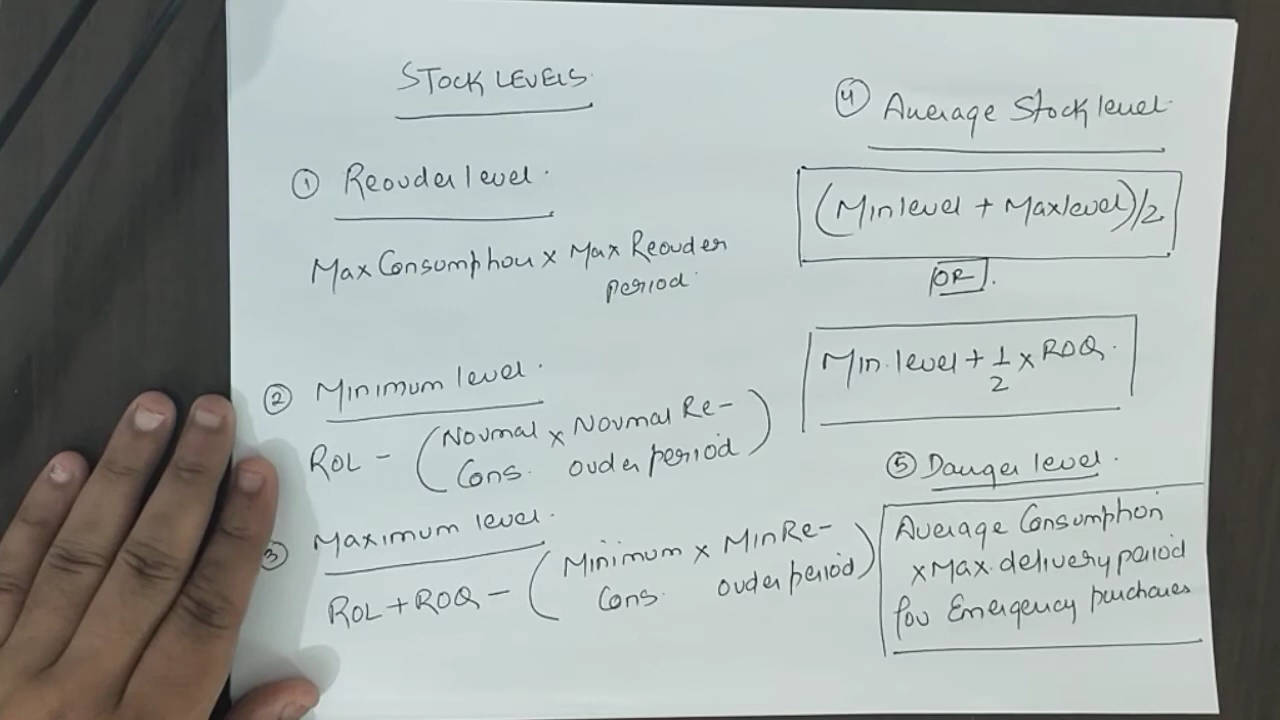 STOCK LEVELS
① Reorder level.
Max Consumption x Max Reorder
period
② Minimum level.
ROL - (Normal x Normal Re-
Cons. order period)
③ Maximum level.
ROL + ROQ - (Minimum x Min Re-
Cons. order period)
④ Average Stock level
(Min level + Max level)/2
OR.
Min. level + 1/2 x ROQ.
⑤ Danger level.
Average Consumption
x Max. delivery period
for Emergency purchases